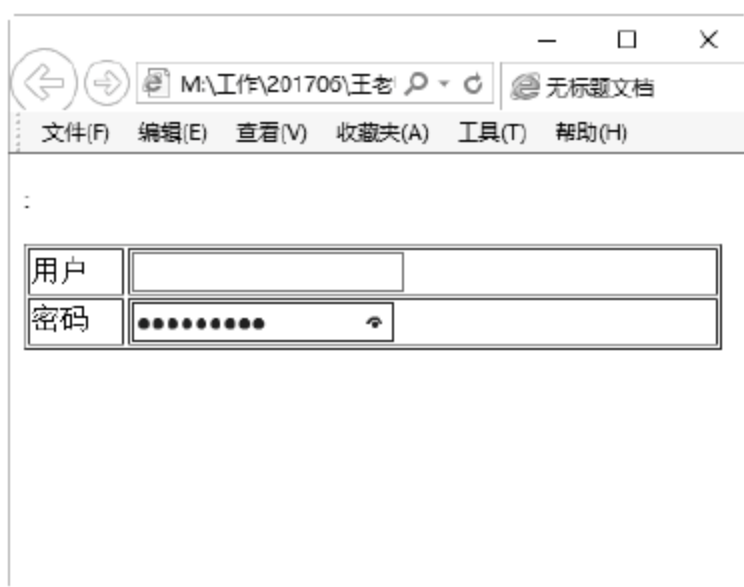 M:\工作\201706\王老
无标题文档
文件(F) 编辑(E) 查看(V) 收藏夹(A) 工具(T) 帮助(H)
:
用户
密码 ●●●●●●●●●